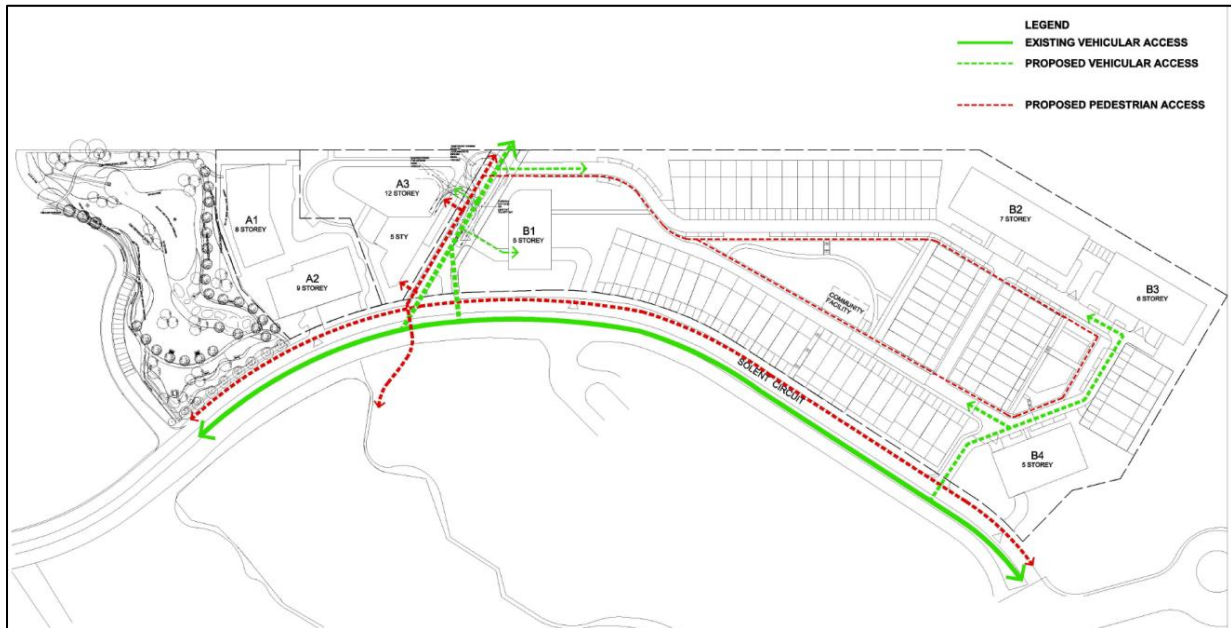 LEGEND
EXISTING VEHICULAR ACCESS
PROPOSED VEHICULAR ACCESS
PROPOSED PEDESTRIAN ACCESS
A1
8 STOREY
A2
9 STOREY
A3
12 STOREY
5 STY
B1
8 STOREY
B2
7 STOREY
B3
6 STOREY
COMMUNITY
FACILITY
SOLENT CIRCUIT
B4
5 STOREY